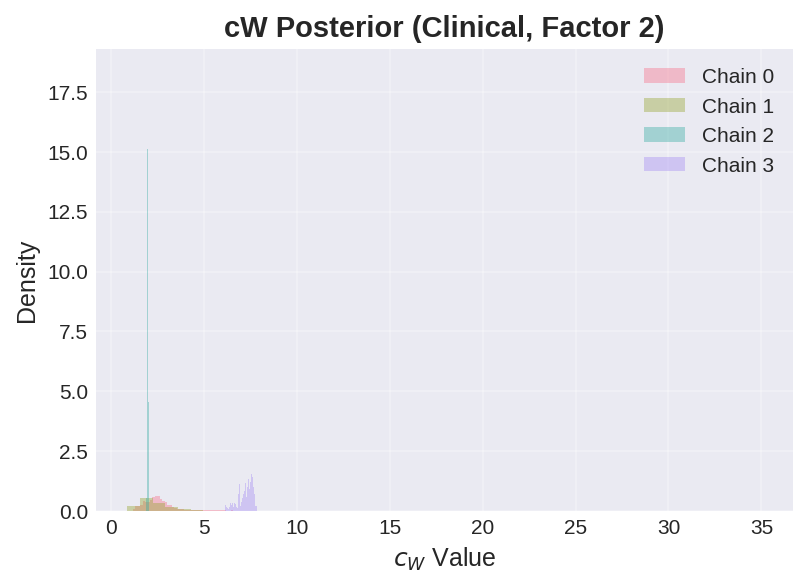 cW Posterior (Clinical, Factor 2)
Chain 0
Chain 1
Chain 2
Chain 3
Density
17.5
15.0
12.5
10.0
7.5
5.0
2.5
0.0
0 5 10 15 20 25 30 35
c_W Value